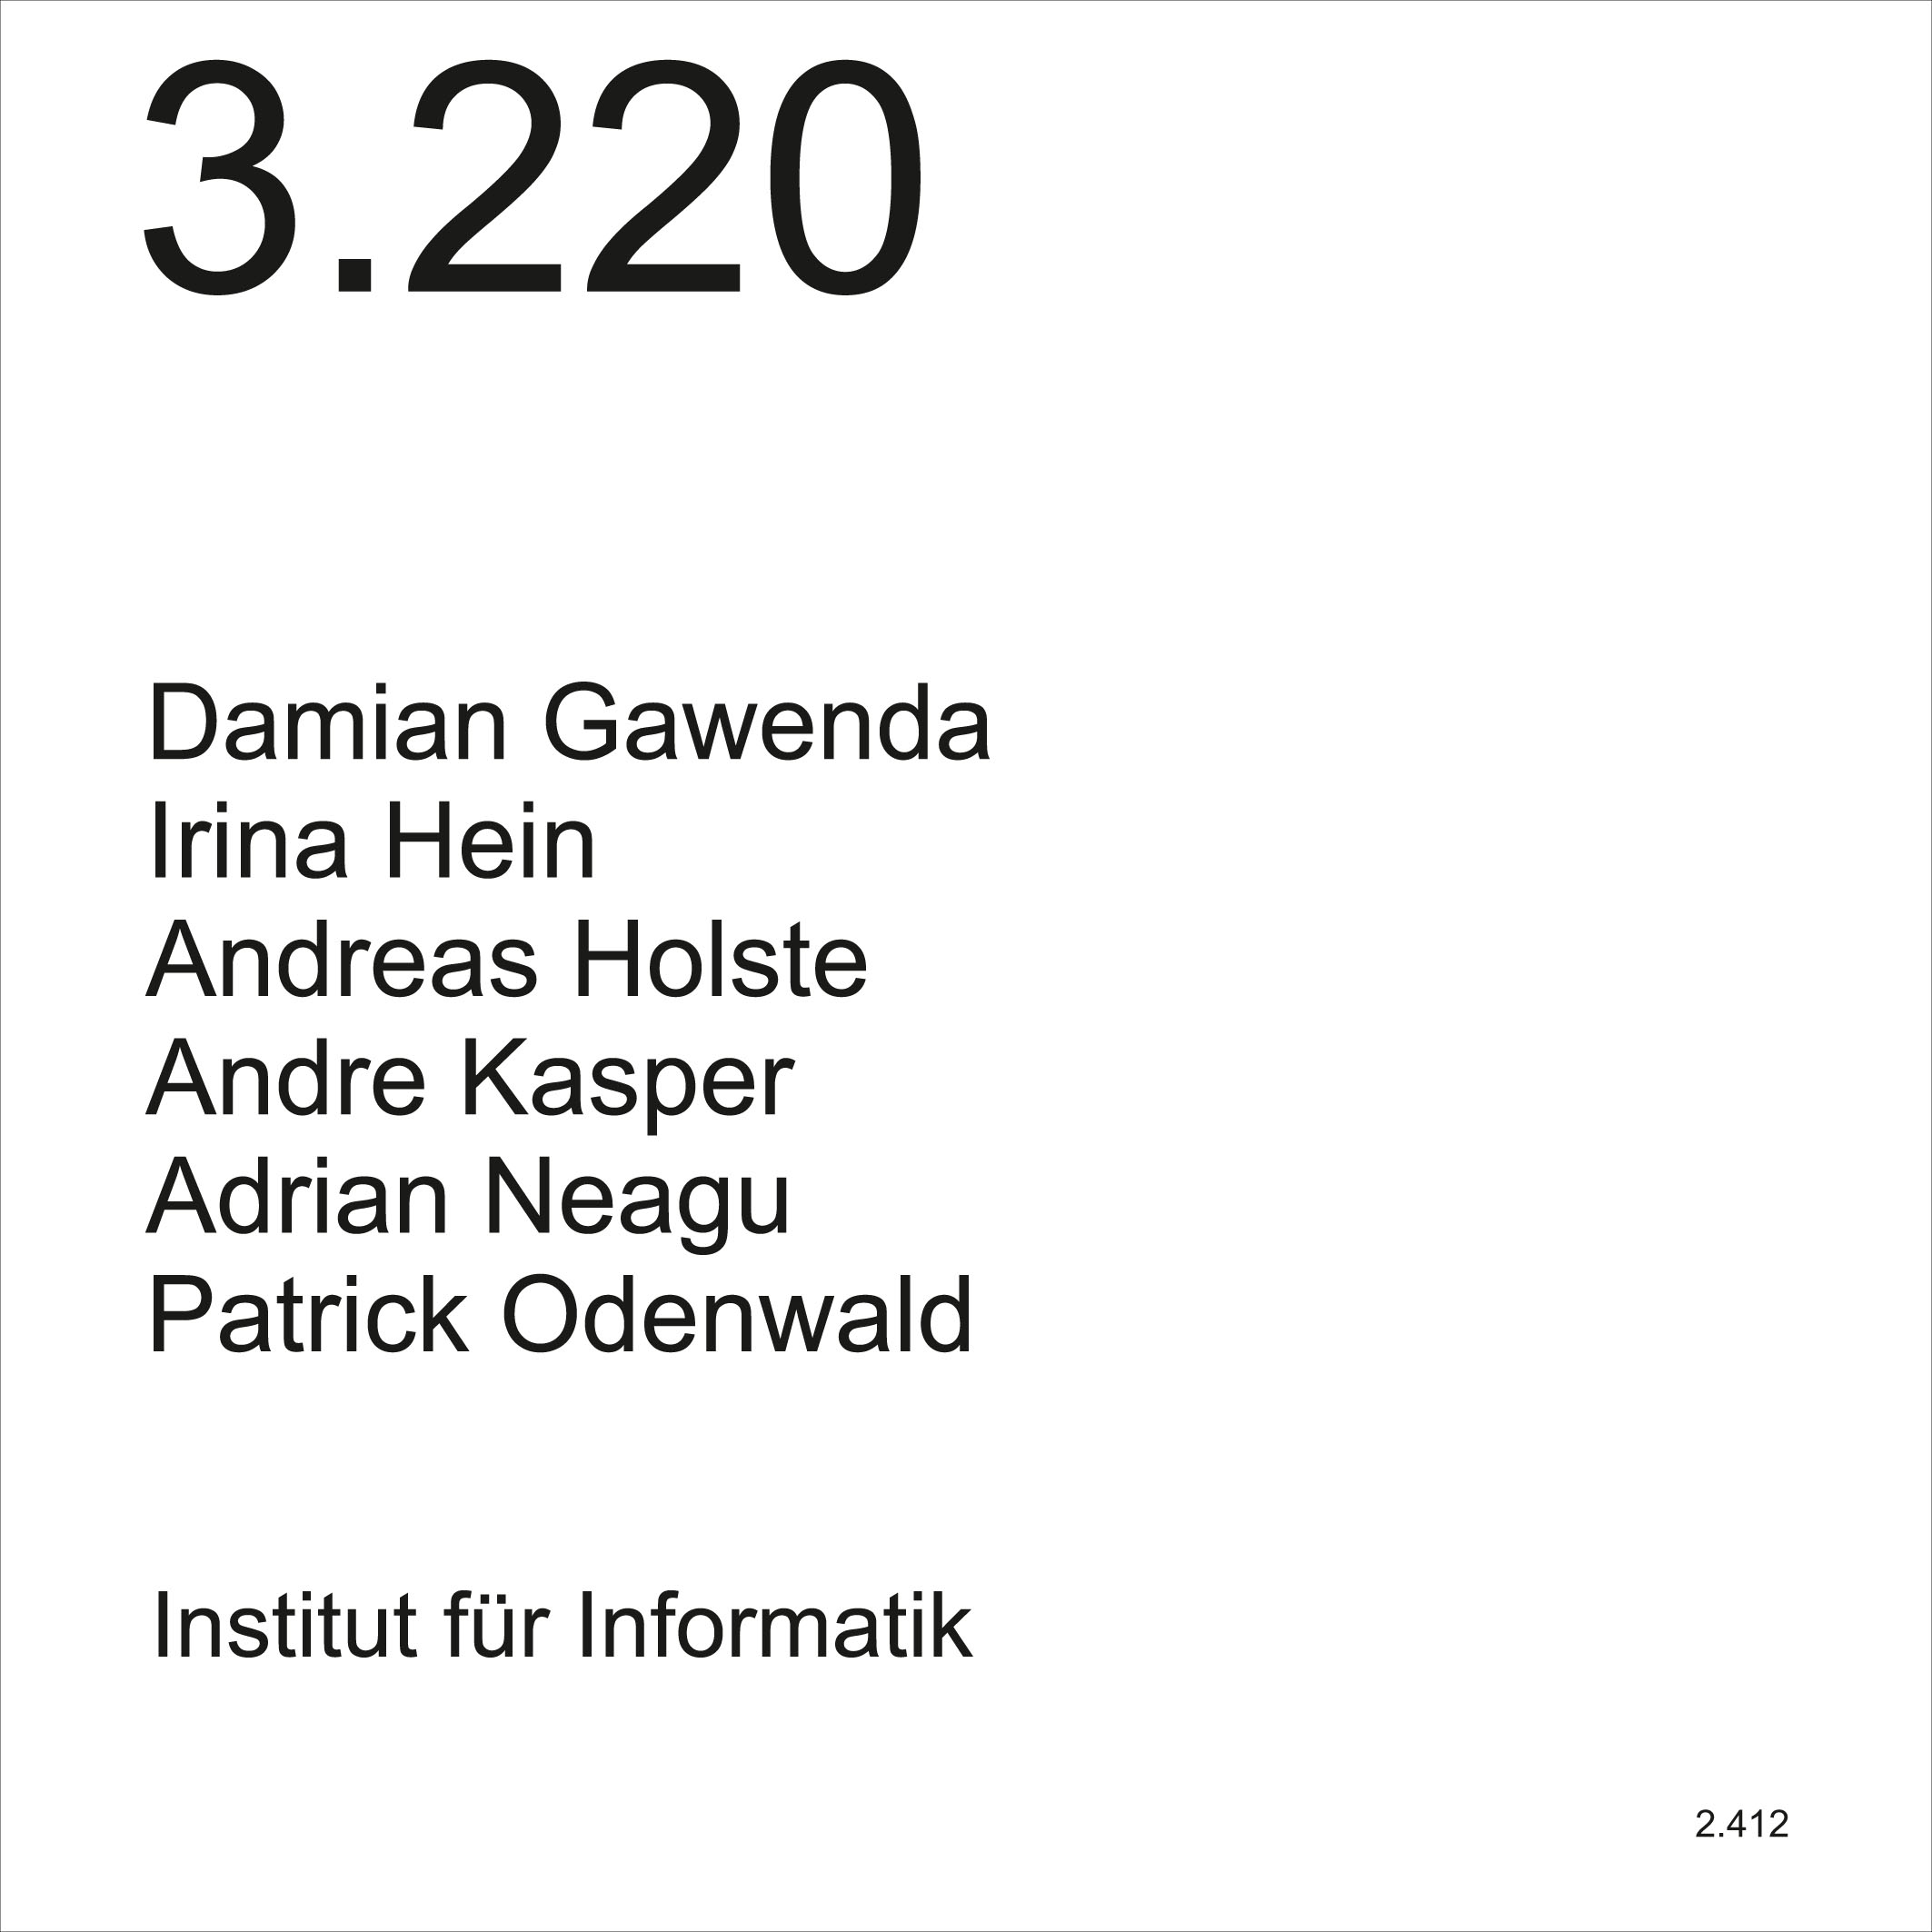 3.220
Damian Gawenda
Irina Hein
Andreas Holste
Andre Kasper
Adrian Neagu
Patrick Odenwald
Institut für Informatik
2.412